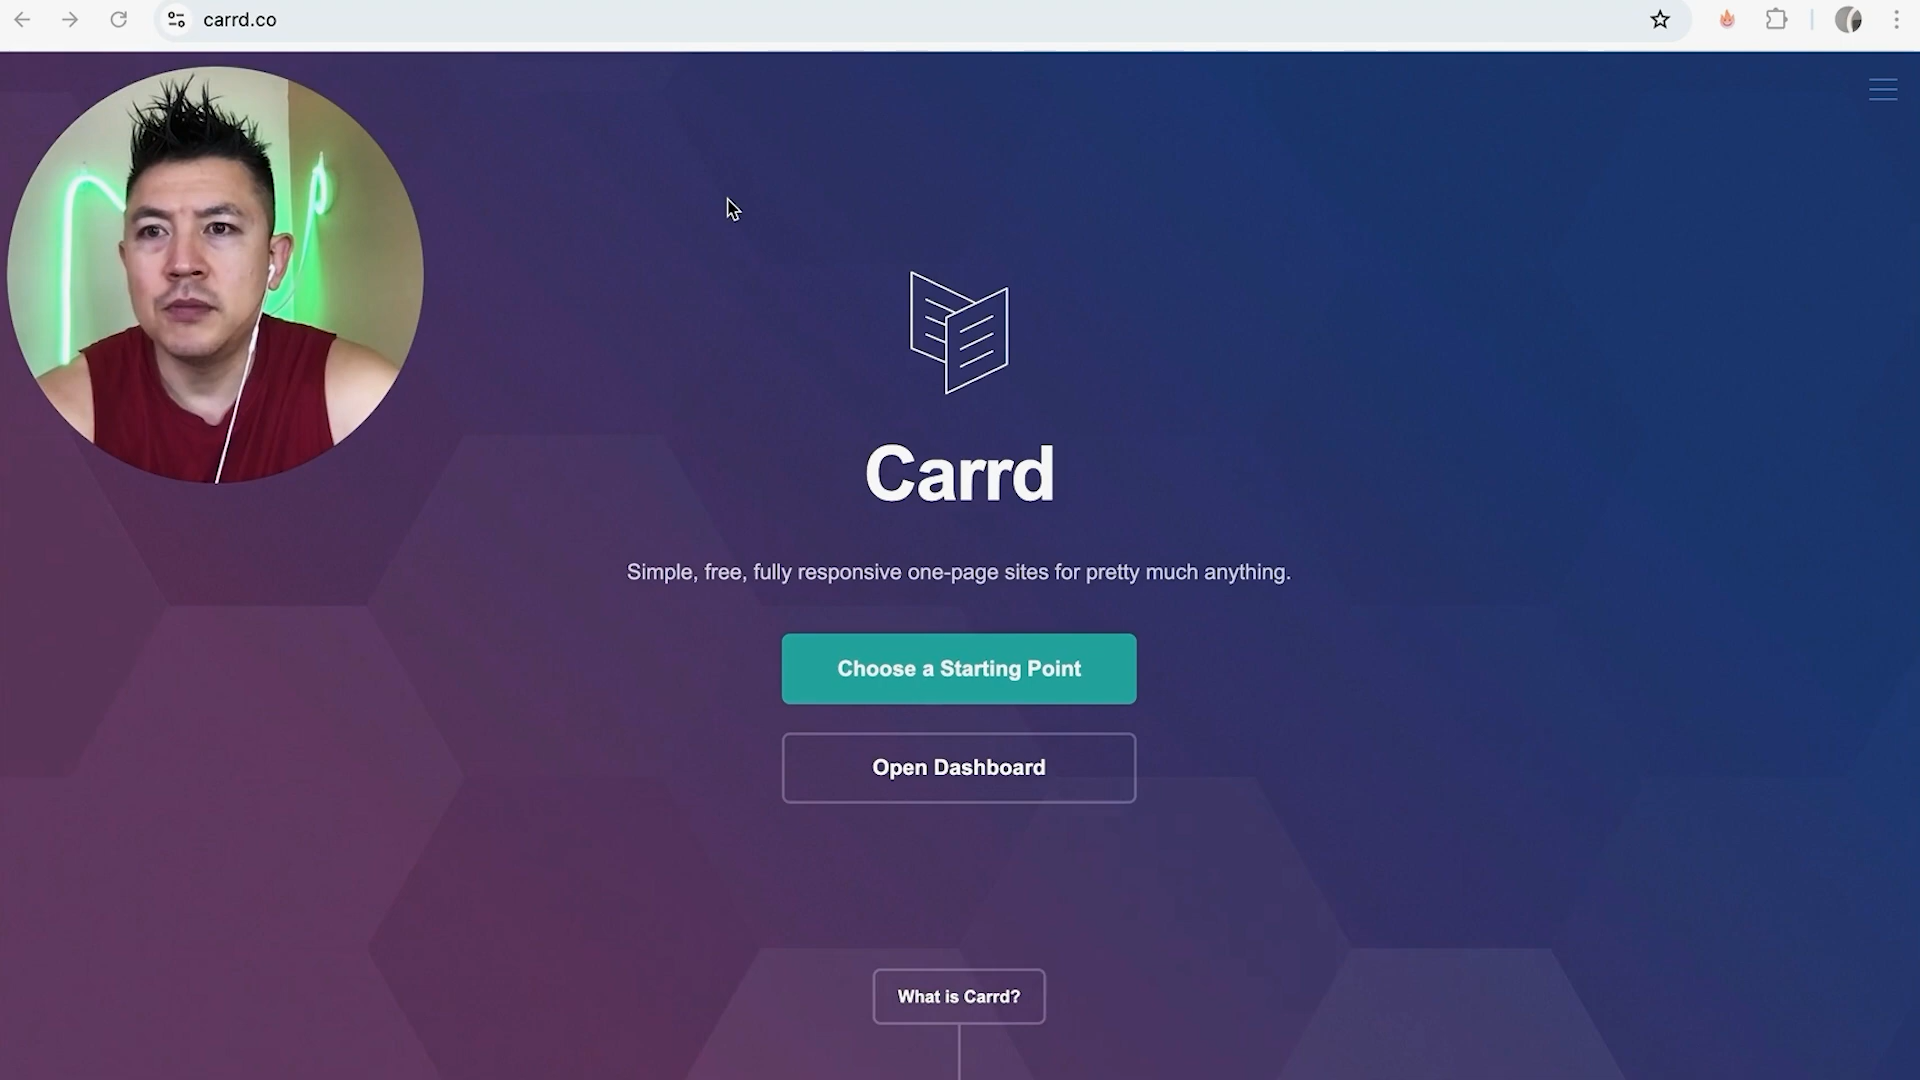 carrd.co
Carrd
Simple, free, fully responsive one-page sites for pretty much anything.
Choose a Starting Point
Open Dashboard
What is Carrd?